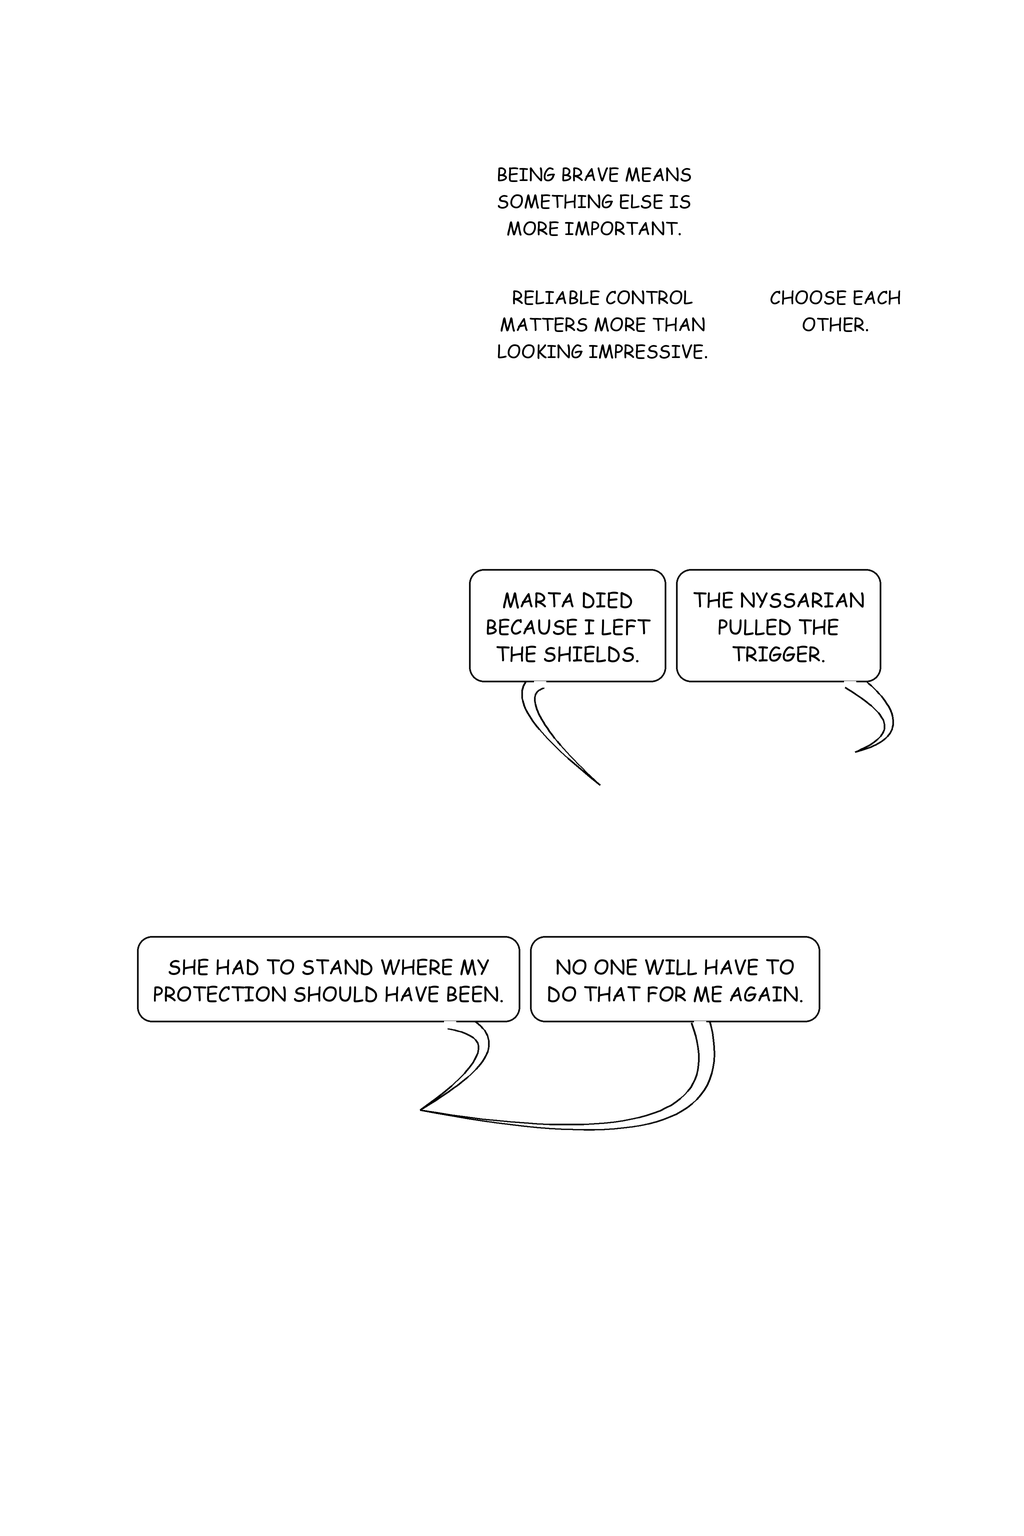 BEING BRAVE MEANS
SOMETHING ELSE IS
MORE IMPORTANT.
RELIABLE CONTROL
MATTERS MORE THAN
LOOKING IMPRESSIVE.
CHOOSE EACH
OTHER.
MARTA DIED
BECAUSE I LEFT
THE SHIELDS.
THE NYSSARIAN
PULLED THE
TRIGGER.
SHE HAD TO STAND WHERE MY
PROTECTION SHOULD HAVE BEEN.
NO ONE WILL HAVE TO
DO THAT FOR ME AGAIN.